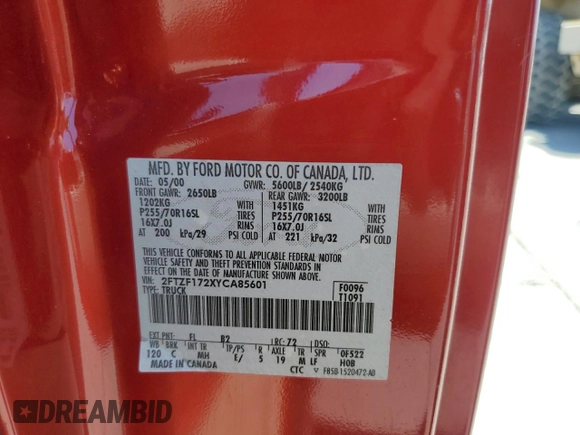 MFD. BY FORD MOTOR CO. OF CANADA, LTD.
DATE: 05/00 GVWR: 5600LB/ 2540KG
FRONT GAWR: 2650LB REAR GAWR: 3200LB
1202KG WITH 1451KG WITH
P255/70R16SL TIRES P255/70R16SL TIRES
16X7.0J RIMS 16X7.0J RIMS
AT 200 kPa/29 PSI COLD AT 221 kPa/32 PSI COLD
THIS VEHICLE CONFORMS TO ALL APPLICABLE FEDERAL MOTOR
VEHICLE SAFETY AND THEFT PREVENTION STANDARDS IN
EFFECT ON THE DATE OF MANUFACTURE SHOWN ABOVE.
VIN: 2FTZF172XYCA85601 F0096
TYPE: TRUCK T1091
EXT PNT: FL B2 RC: 72 DSO:
WB BRK INT TR TP/PS R AXLE TR SPR 0F522
120 C MH E/ 5 19 M LF H0B
MADE IN CANADA CTC F85B-1520472-AB
DREAMBID